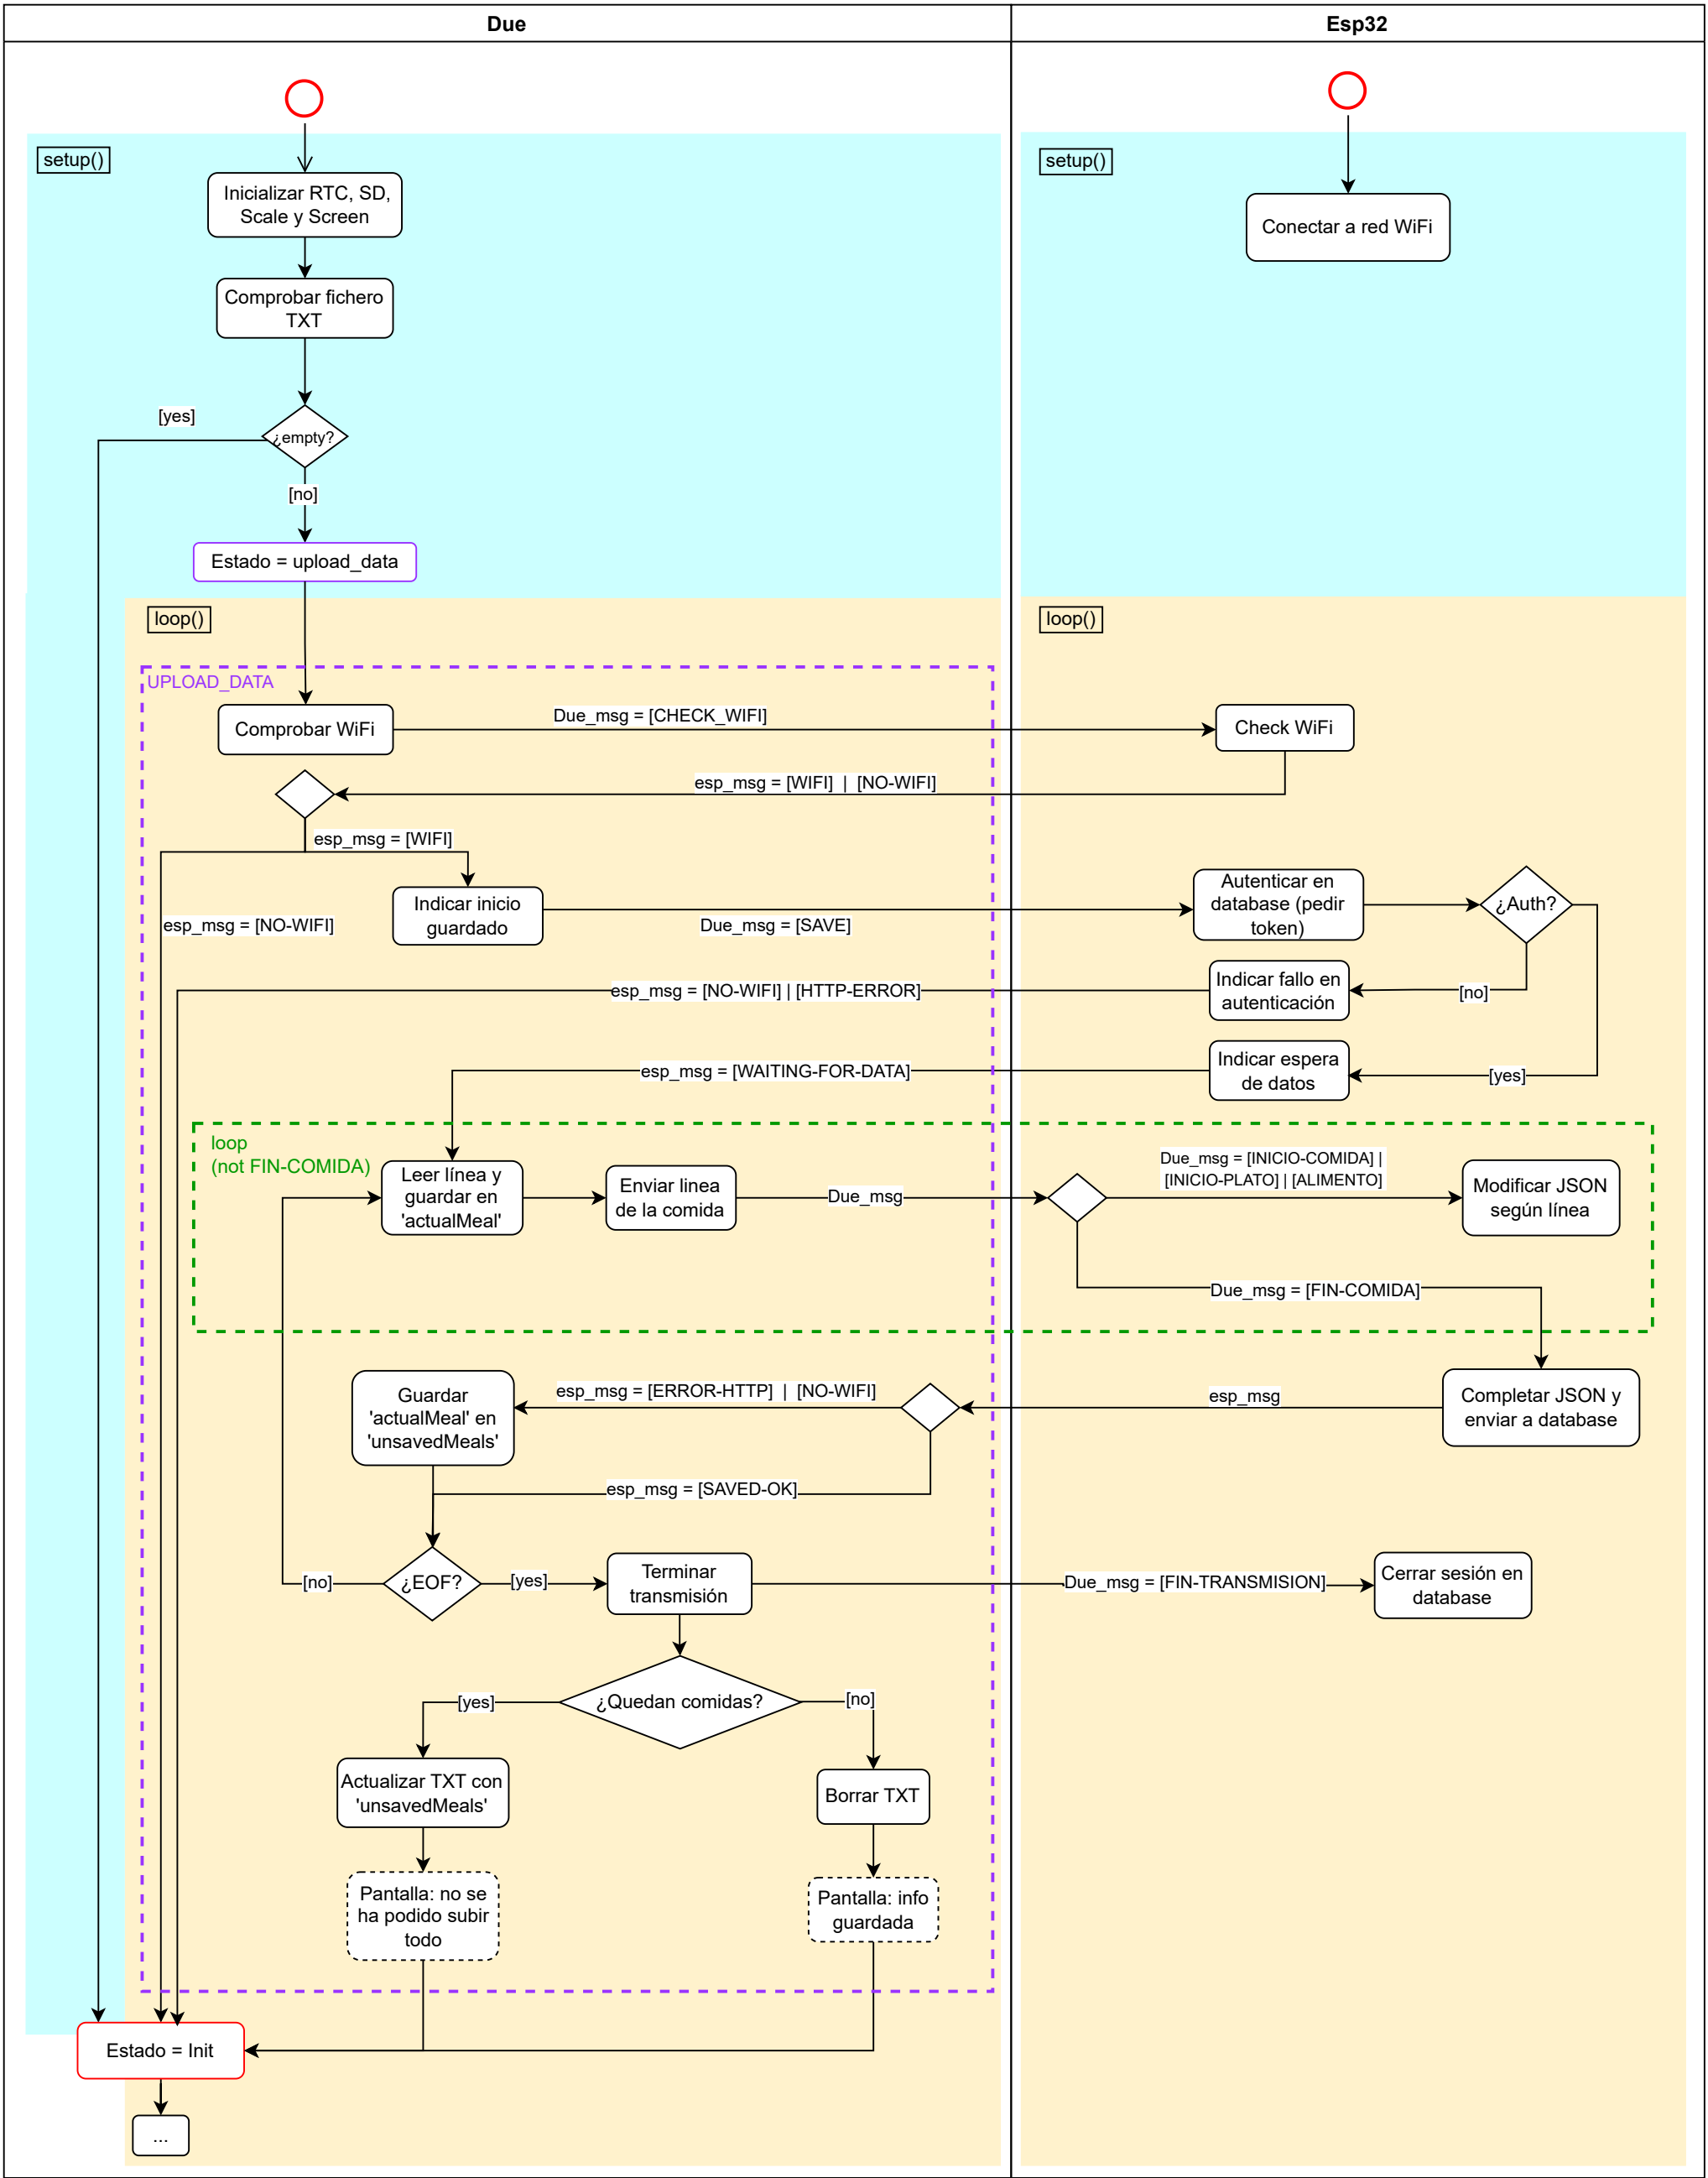 Due
Esp32
setup()
setup()
Inicializar RTC, SD,
Scale y Screen
Conectar a red WiFi
Comprobar fichero
TXT
[yes]
¿empty?
[no]
Estado = upload_data
loop()
loop()
UPLOAD_DATA
Comprobar WiFi
Due_msg = [CHECK_WIFI]
Check WiFi
esp_msg = [WIFI] | [NO-WIFI]
esp_msg = [WIFI]
esp_msg = [NO-WIFI]
Indicar inicio
guardado
Due_msg = [SAVE]
Autenticar en
database (pedir
token)
¿Auth?
esp_msg = [NO-WIFI] | [HTTP-ERROR]
Indicar fallo en
autenticación
[no]
esp_msg = [WAITING-FOR-DATA]
Indicar espera
de datos
[yes]
loop
(not FIN-COMIDA)
Leer línea y
guardar en
'actualMeal'
Enviar linea
de la comida
Due_msg
Due_msg = [INICIO-COMIDA] |
[INICIO-PLATO] | [ALIMENTO]
Modificar JSON
según línea
Due_msg = [FIN-COMIDA]
Guardar
'actualMeal' en
'unsavedMeals'
esp_msg = [ERROR-HTTP] | [NO-WIFI]
esp_msg
Completar JSON y
enviar a database
esp_msg = [SAVED-OK]
[no]
¿EOF?
[yes]
Terminar
transmisión
Due_msg = [FIN-TRANSMISION]
Cerrar sesión en
database
[yes]
¿Quedan comidas?
[no]
Actualizar TXT con
'unsavedMeals'
Borrar TXT
Pantalla: no se
ha podido subir
todo
Pantalla: info
guardada
Estado = Init
...